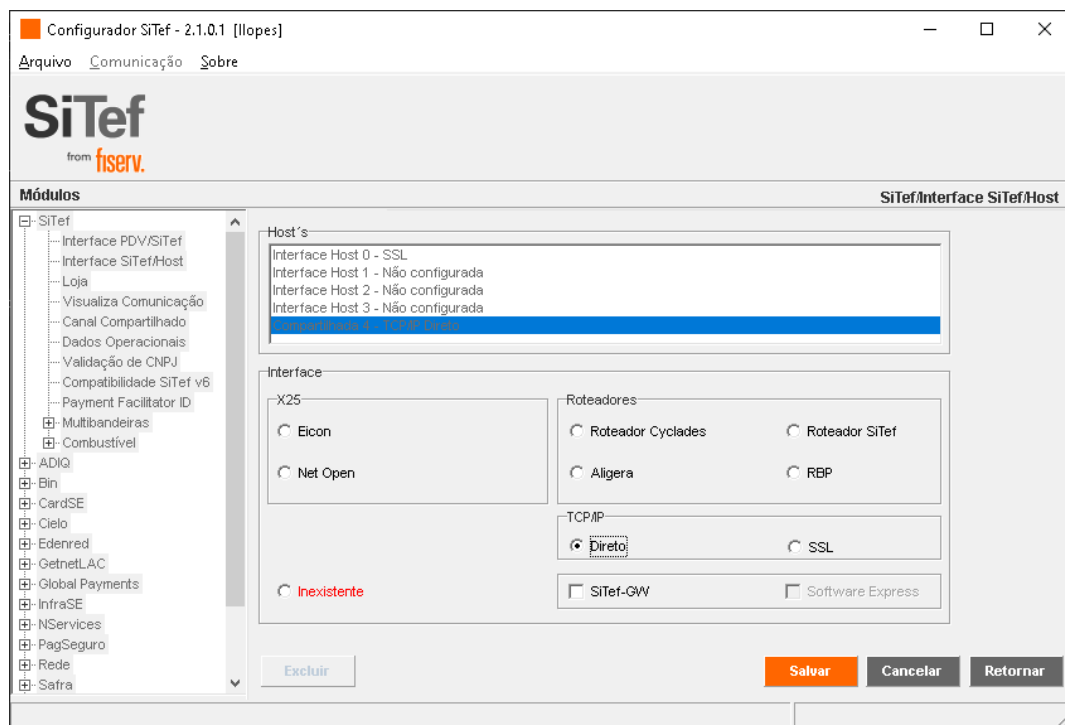 Configurador SiTef - 2.1.0.1 [llopes]
Arquivo Comunicação Sobre
SiTef
from fiserv.
Módulos
SiTef/Interface SiTef/Host
SiTef
Interface PDV/SiTef
Interface SiTef/Host
Loja
Visualiza Comunicação
Canal Compartilhado
Dados Operacionais
Validação de CNPJ
Compatibilidade SiTef v6
Payment Facilitator ID
Multibandeiras
Combustível
ADIQ
Bin
CardSE
Cielo
Edenred
GetnetLAC
Global Payments
InfraSE
NServices
PagSeguro
Rede
Safra
Host´s
Interface Host 0 - SSL
Interface Host 1 - Não configurada
Interface Host 2 - Não configurada
Interface Host 3 - Não configurada
Compartilhada 4 - TCP/IP Direto
Interface
X25
Eicon
Net Open
Roteadores
Roteador Cyclades
Roteador SiTef
Aligera
RBP
TCP/IP
Direto
SSL
Inexistente
SiTef-GW
Software Express
Excluir
Salvar
Cancelar
Retornar